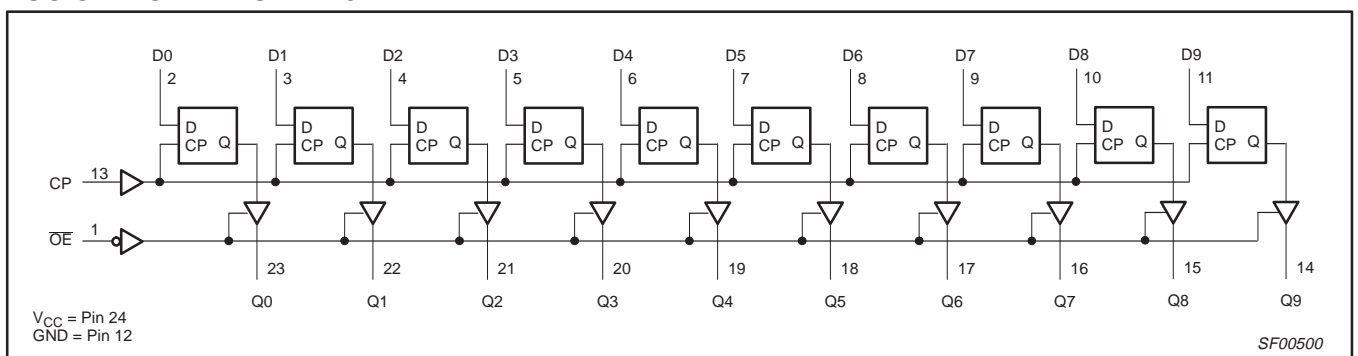 D0 D1 D2 D3 D4 D5 D6 D7 D8 D9
2 3 4 5 6 7 8 9 10 11
D D D D D D D D D D
CP Q CP Q CP Q CP Q CP Q CP Q CP Q CP Q CP Q CP Q
CP 13
OE 1
23 22 21 20 19 18 17 16 15 14
Q0 Q1 Q2 Q3 Q4 Q5 Q6 Q7 Q8 Q9
VCC = Pin 24
GND = Pin 12
SF00500